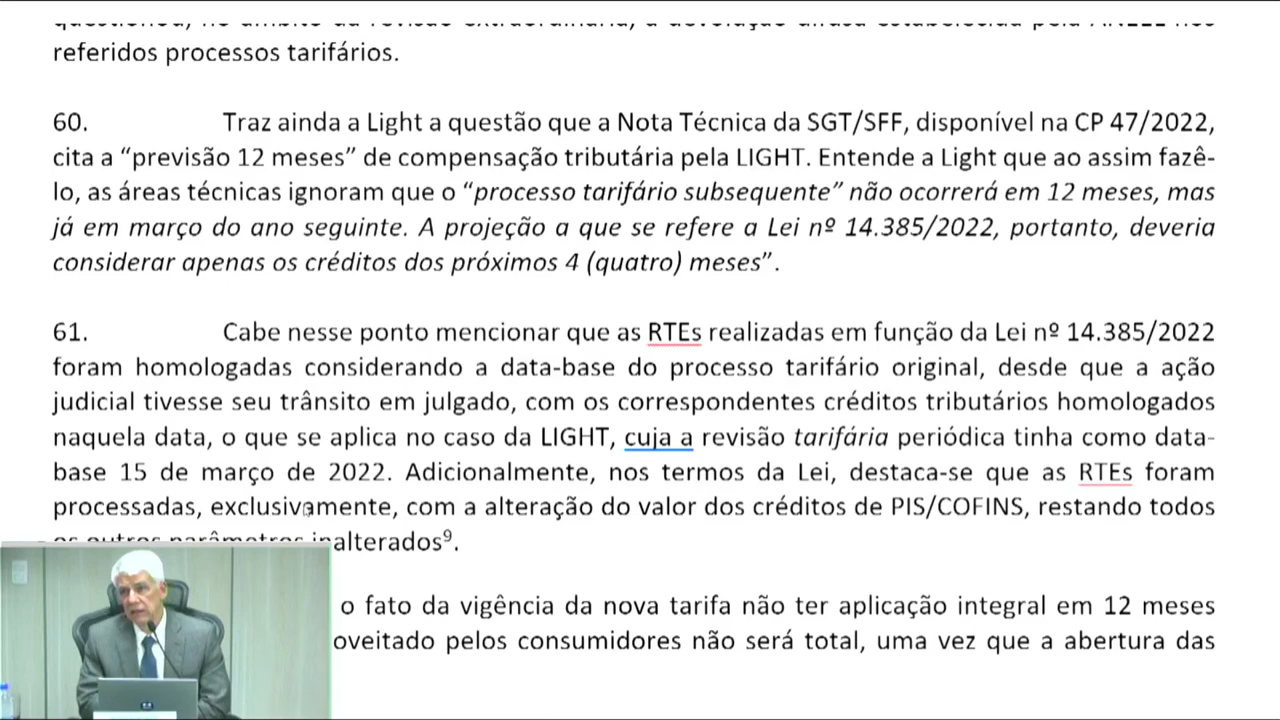 referidos processos tarifários.
60. Traz ainda a Light a questão que a Nota Técnica da SGT/SFF, disponível na CP 47/2022,
cita a “previsão 12 meses” de compensação tributária pela LIGHT. Entende a Light que ao assim fazê-
lo, as áreas técnicas ignoram que o “processo tarifário subsequente” não ocorrerá em 12 meses, mas
já em março do ano seguinte. A projeção a que se refere a Lei nº 14.385/2022, portanto, deveria
considerar apenas os créditos dos próximos 4 (quatro) meses”.
61. Cabe nesse ponto mencionar que as RTEs realizadas em função da Lei nº 14.385/2022
foram homologadas considerando a data-base do processo tarifário original, desde que a ação
judicial tivesse seu trânsito em julgado, com os correspondentes créditos tributários homologados
naquela data, o que se aplica no caso da LIGHT, cuja a revisão tarifária periódica tinha como data-
base 15 de março de 2022. Adicionalmente, nos termos da Lei, destaca-se que as RTEs foram
processadas, exclusivamente, com a alteração do valor dos créditos de PIS/COFINS, restando todos
os outros parâmetros inalterados⁹.
o fato da vigência da nova tarifa não ter aplicação integral em 12 meses
oveitado pelos consumidores não será total, uma vez que a abertura das